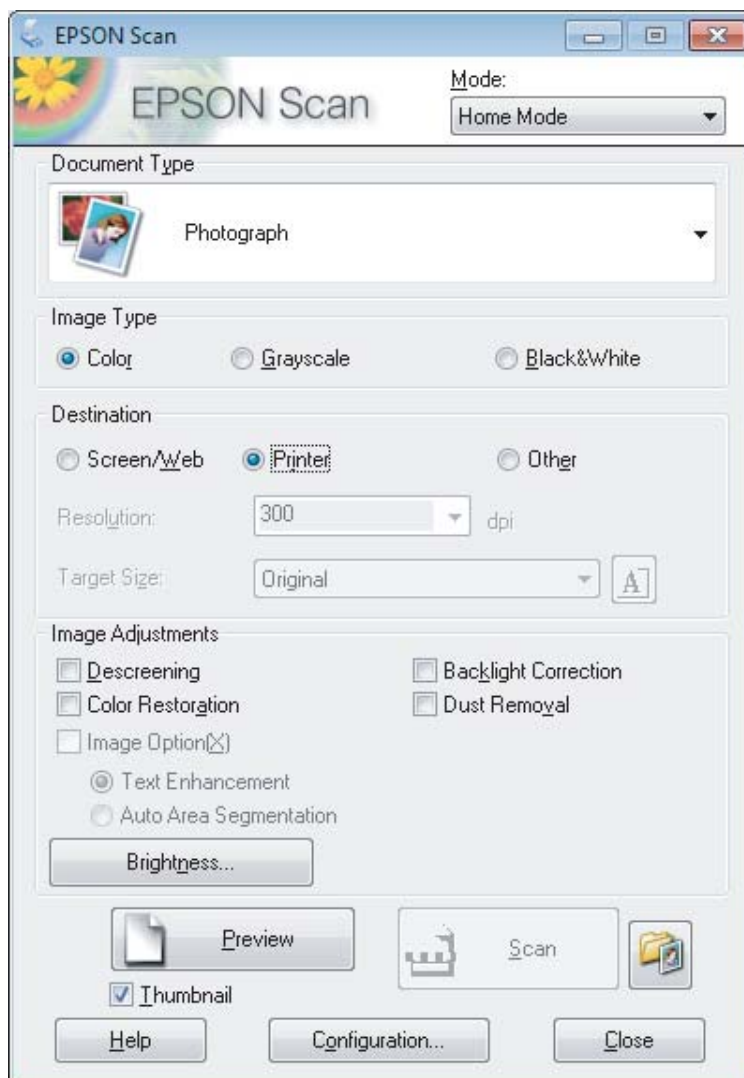 EPSON Scan
EPSON Scan
Mode:
Home Mode
Document Type
Photograph
Image Type
Color Grayscale Black&White
Destination
Screen/Web Printer Other
Resolution: 300 dpi
Target Size: Original A
Image Adjustments
Descreening Backlight Correction
Color Restoration Dust Removal
Image Option(X)
Text Enhancement
Auto Area Segmentation
Brightness...
Preview Scan
Thumbnail
Help Configuration... Close